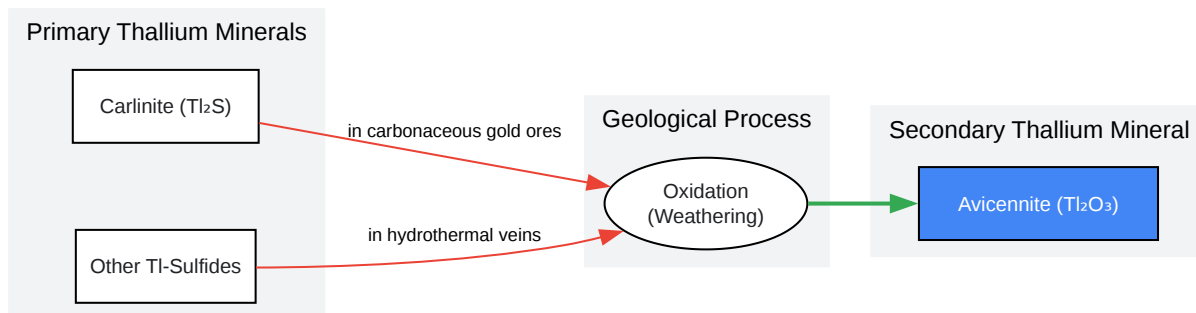 Primary Thallium Minerals
Carlinite (Tl₂S)
in carbonaceous gold ores
Other Tl-Sulfides
in hydrothermal veins
Geological Process
Oxidation
(Weathering)
Secondary Thallium Mineral
Avicennite (Tl₂O₃)